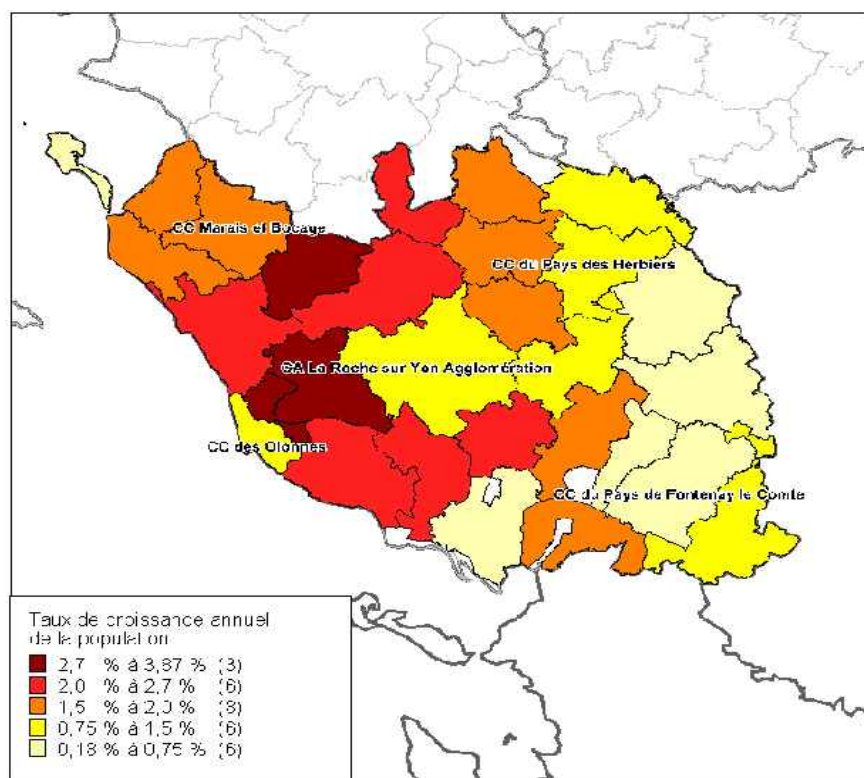 CC Marais et Bocage
CC du Pays des Herbiers
CA La Roche sur Yon Agglomération
CC des Olonnes
CC du Pays de Fontenay le Comte
Taux de croissance annuel
de la population
2,7 % à 3,87 % (3)
2,0 % à 2,7 % (6)
1,5 % à 2,0 % (8)
0,75 % à 1,5 % (6)
0,18 % à 0,75 % (6)